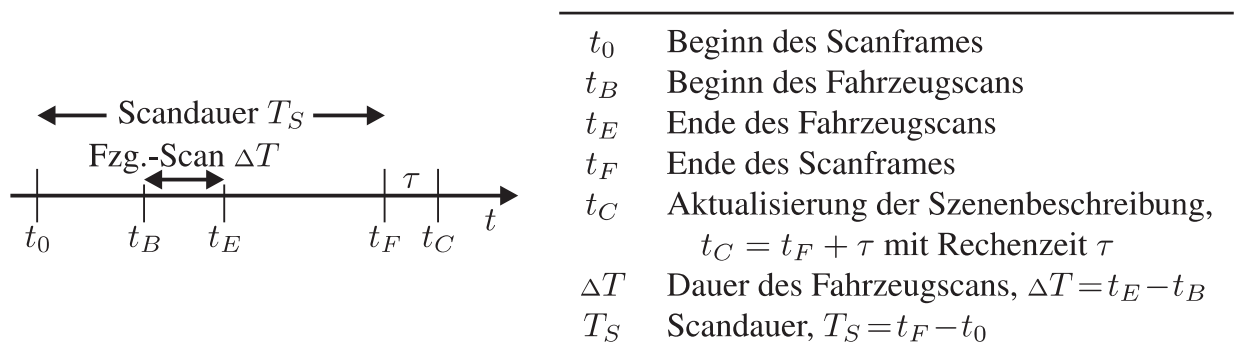 Scandauer T_S
Fzg.-Scan ΔT
τ
t_0 t_B t_E t_F t_C t
t_0 Beginn des Scanframes
t_B Beginn des Fahrzeugscans
t_E Ende des Fahrzeugscans
t_F Ende des Scanframes
t_C Aktualisierung der Szenenbeschreibung,
t_C = t_F + τ mit Rechenzeit τ
ΔT Dauer des Fahrzeugscans, ΔT = t_E − t_B
T_S Scandauer, T_S = t_F − t_0